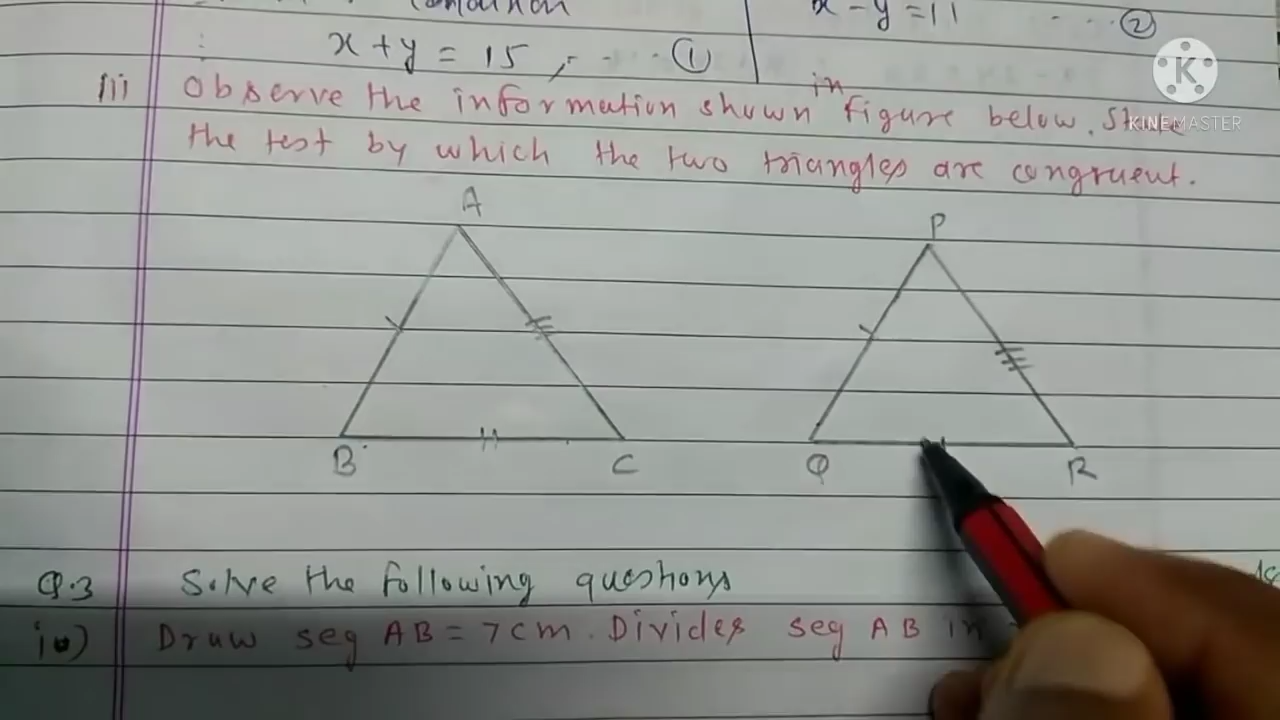 x - y = 11 ②
x + y = 15 , ①
iii Observe the information shown in figure below. State
the test by which the two triangles are congruent.
K
KINEMASTER
A
P
B
C
Q
R
Q.3 Solve the following questions
iv) Draw seg AB = 7cm. Divides seg AB in